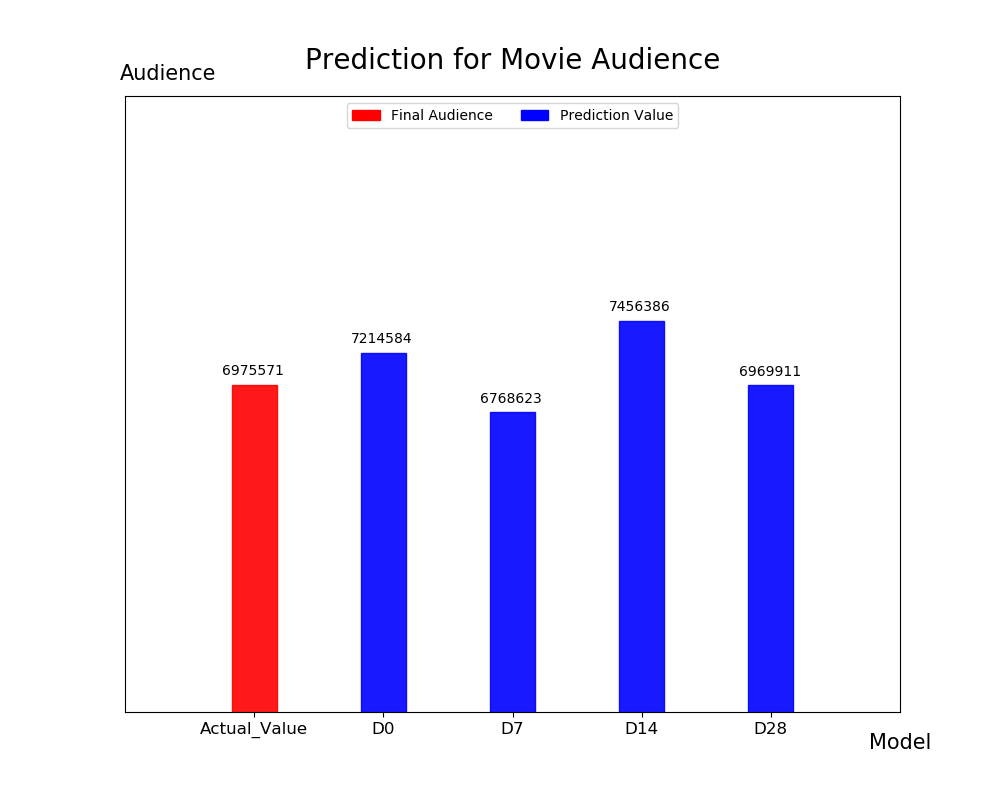 Prediction for Movie Audience
Audience
Final Audience
Prediction Value
6975571
7214584
6768623
7456386
6969911
Actual_Value
D0
D7
D14
D28
Model